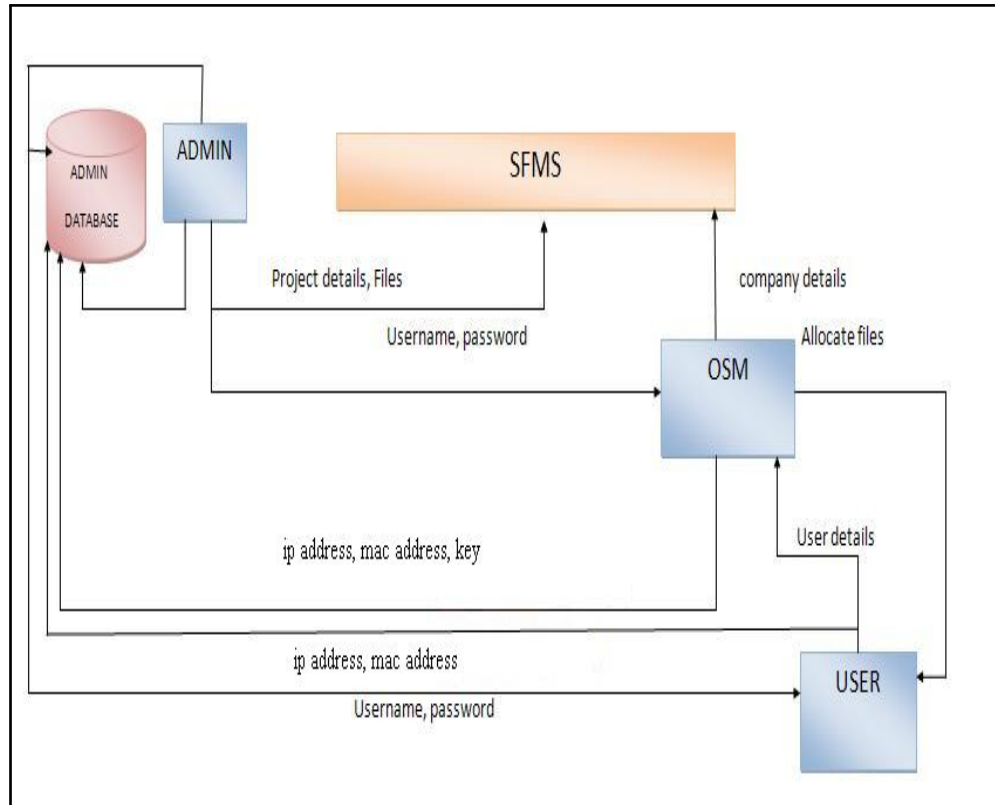 ADMIN
DATABASE
ADMIN
SFMS
Project details, Files
company details
Username, password
Allocate files
OSM
User details
ip address, mac address, key
ip address, mac address
USER
Username, password